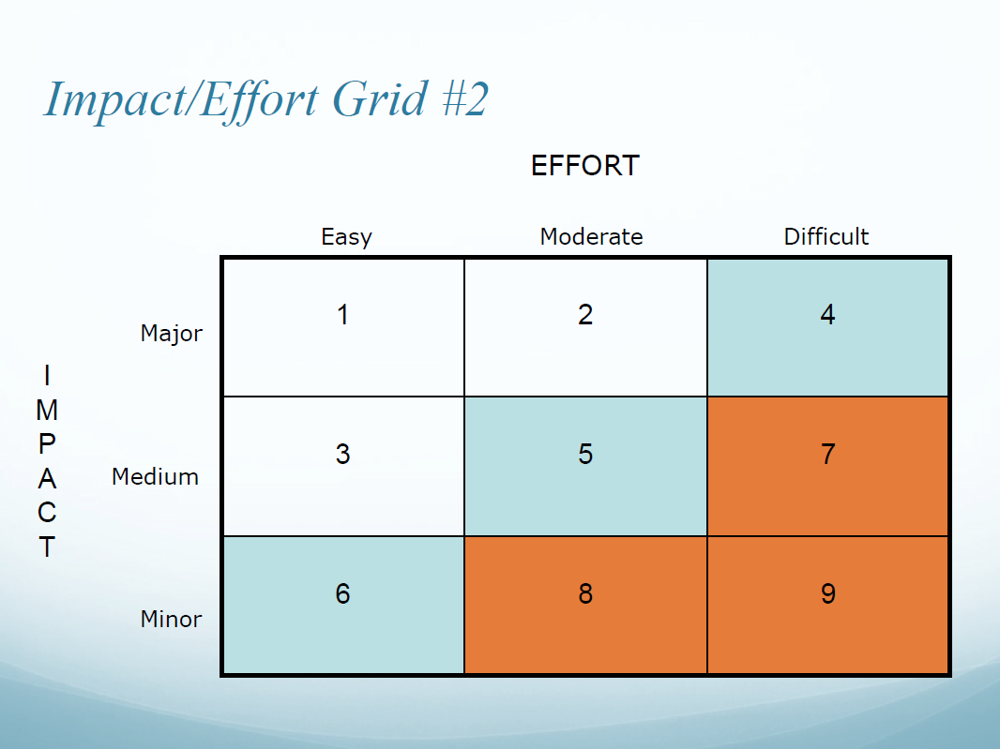 Impact/Effort Grid #2
EFFORT
Easy Moderate Difficult
Major 1 2 4
I
M
P
A
C
T
Medium 3 5 7
Minor 6 8 9